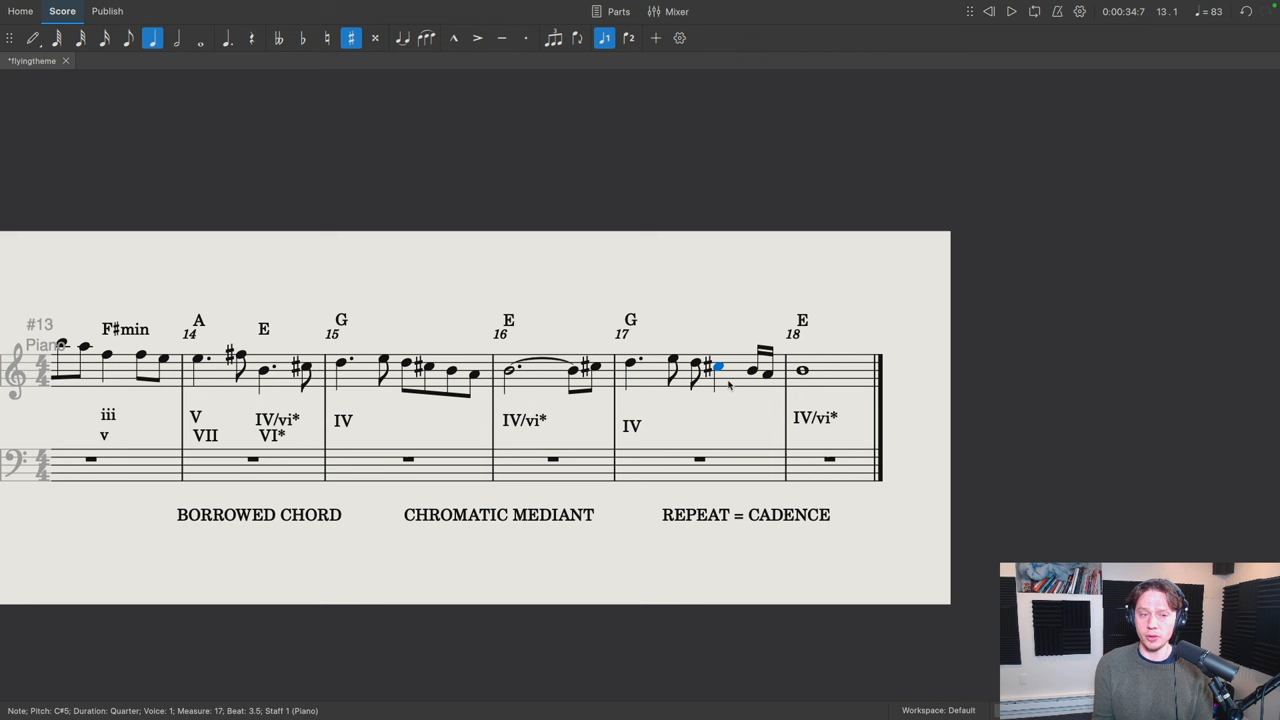 Home Score Publish Parts Mixer 0:00:34:7 13.1 = 83
*flyingtheme
#13
Piano
F♯min A E G E G E
14 15 16 17 18
iii V IV/vi* IV IV/vi* IV IV/vi*
v VII VI*
BORROWED CHORD CHROMATIC MEDIANT REPEAT = CADENCE
Note; Pitch: C♯5; Duration: Quarter; Voice: 1; Measure: 17; Beat: 3.5; Staff 1 (Piano) Workspace: Default